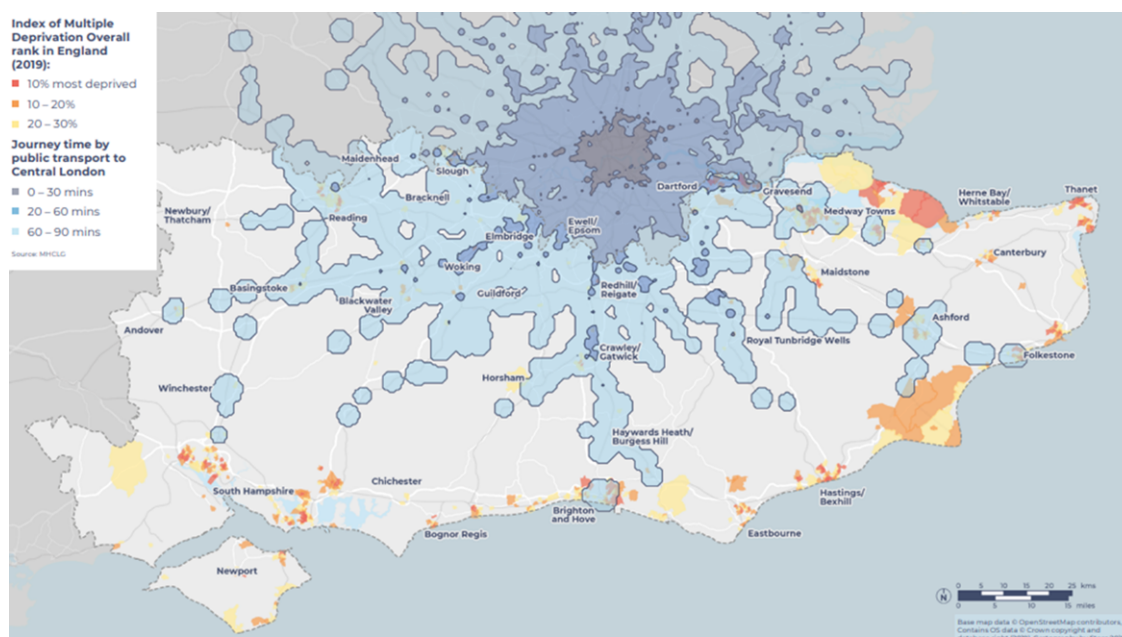 Index of Multiple
Deprivation Overall
rank in England
(2019):
10% most deprived
10 – 20%
20 – 30%
Journey time by
public transport to
Central London
0 – 30 mins
20 – 60 mins
60 – 90 mins
Source: MHCLG
Maidenhead
Slough
Dartford
Gravesend
Herne Bay/
Whitstable
Thanet
Newbury/
Thatcham
Reading
Bracknell
Medway Towns
Ewell/
Epsom
Elmbridge
Canterbury
Woking
Maidstone
Basingstoke
Blackwater
Valley
Guildford
Redhill/
Reigate
Andover
Ashford
Royal Tunbridge Wells
Crawley/
Gatwick
Folkestone
Winchester
Horsham
Haywards Heath/
Burgess Hill
South Hampshire
Chichester
Hastings/
Bexhill
Brighton
and Hove
Bognor Regis
Eastbourne
Newport
N
0 5 10 15 20 25 kms
0 5 10 15 miles
Base map data © OpenStreetMap contributors,
Contains OS data © Crown copyright and